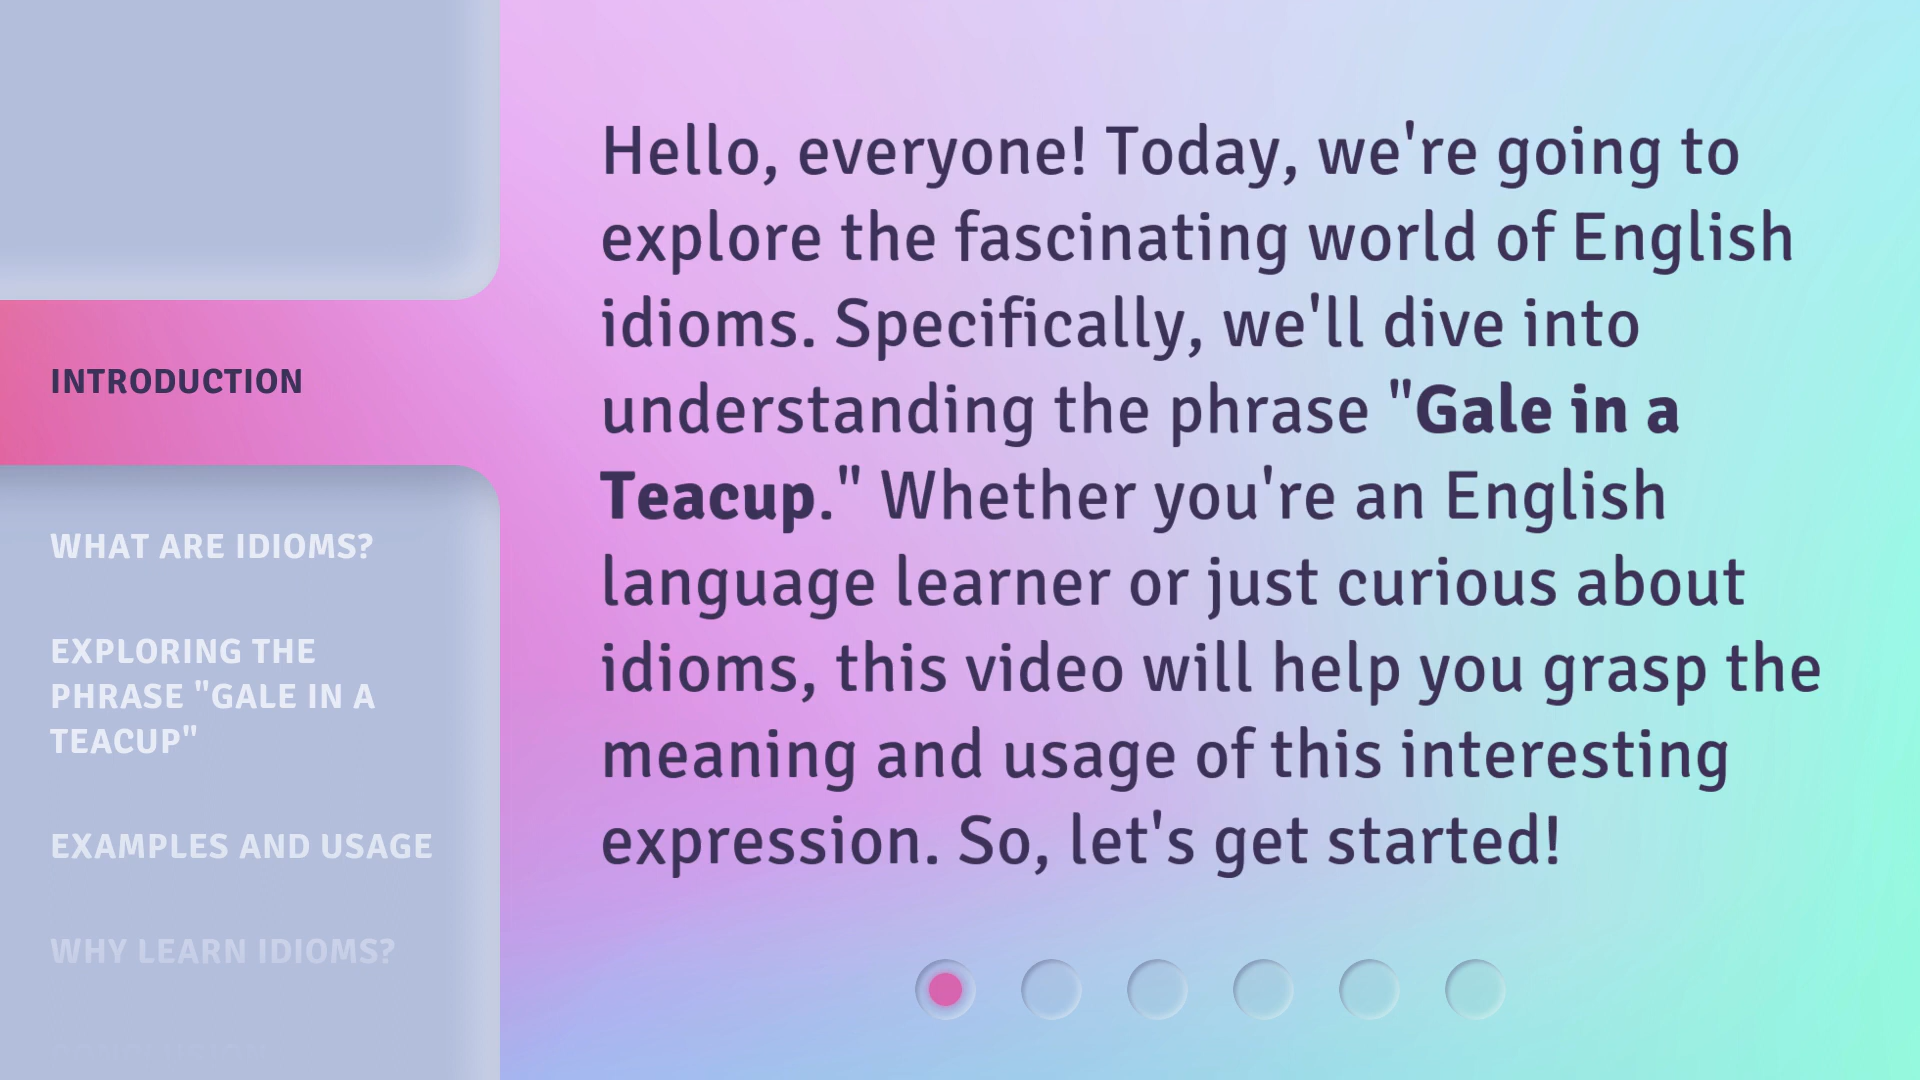 INTRODUCTION
WHAT ARE IDIOMS?
EXPLORING THE
PHRASE "GALE IN A
TEACUP"
EXAMPLES AND USAGE
WHY LEARN IDIOMS?
Hello, everyone! Today, we're going to
explore the fascinating world of English
idioms. Specifically, we'll dive into
understanding the phrase "Gale in a
Teacup." Whether you're an English
language learner or just curious about
idioms, this video will help you grasp the
meaning and usage of this interesting
expression. So, let's get started!